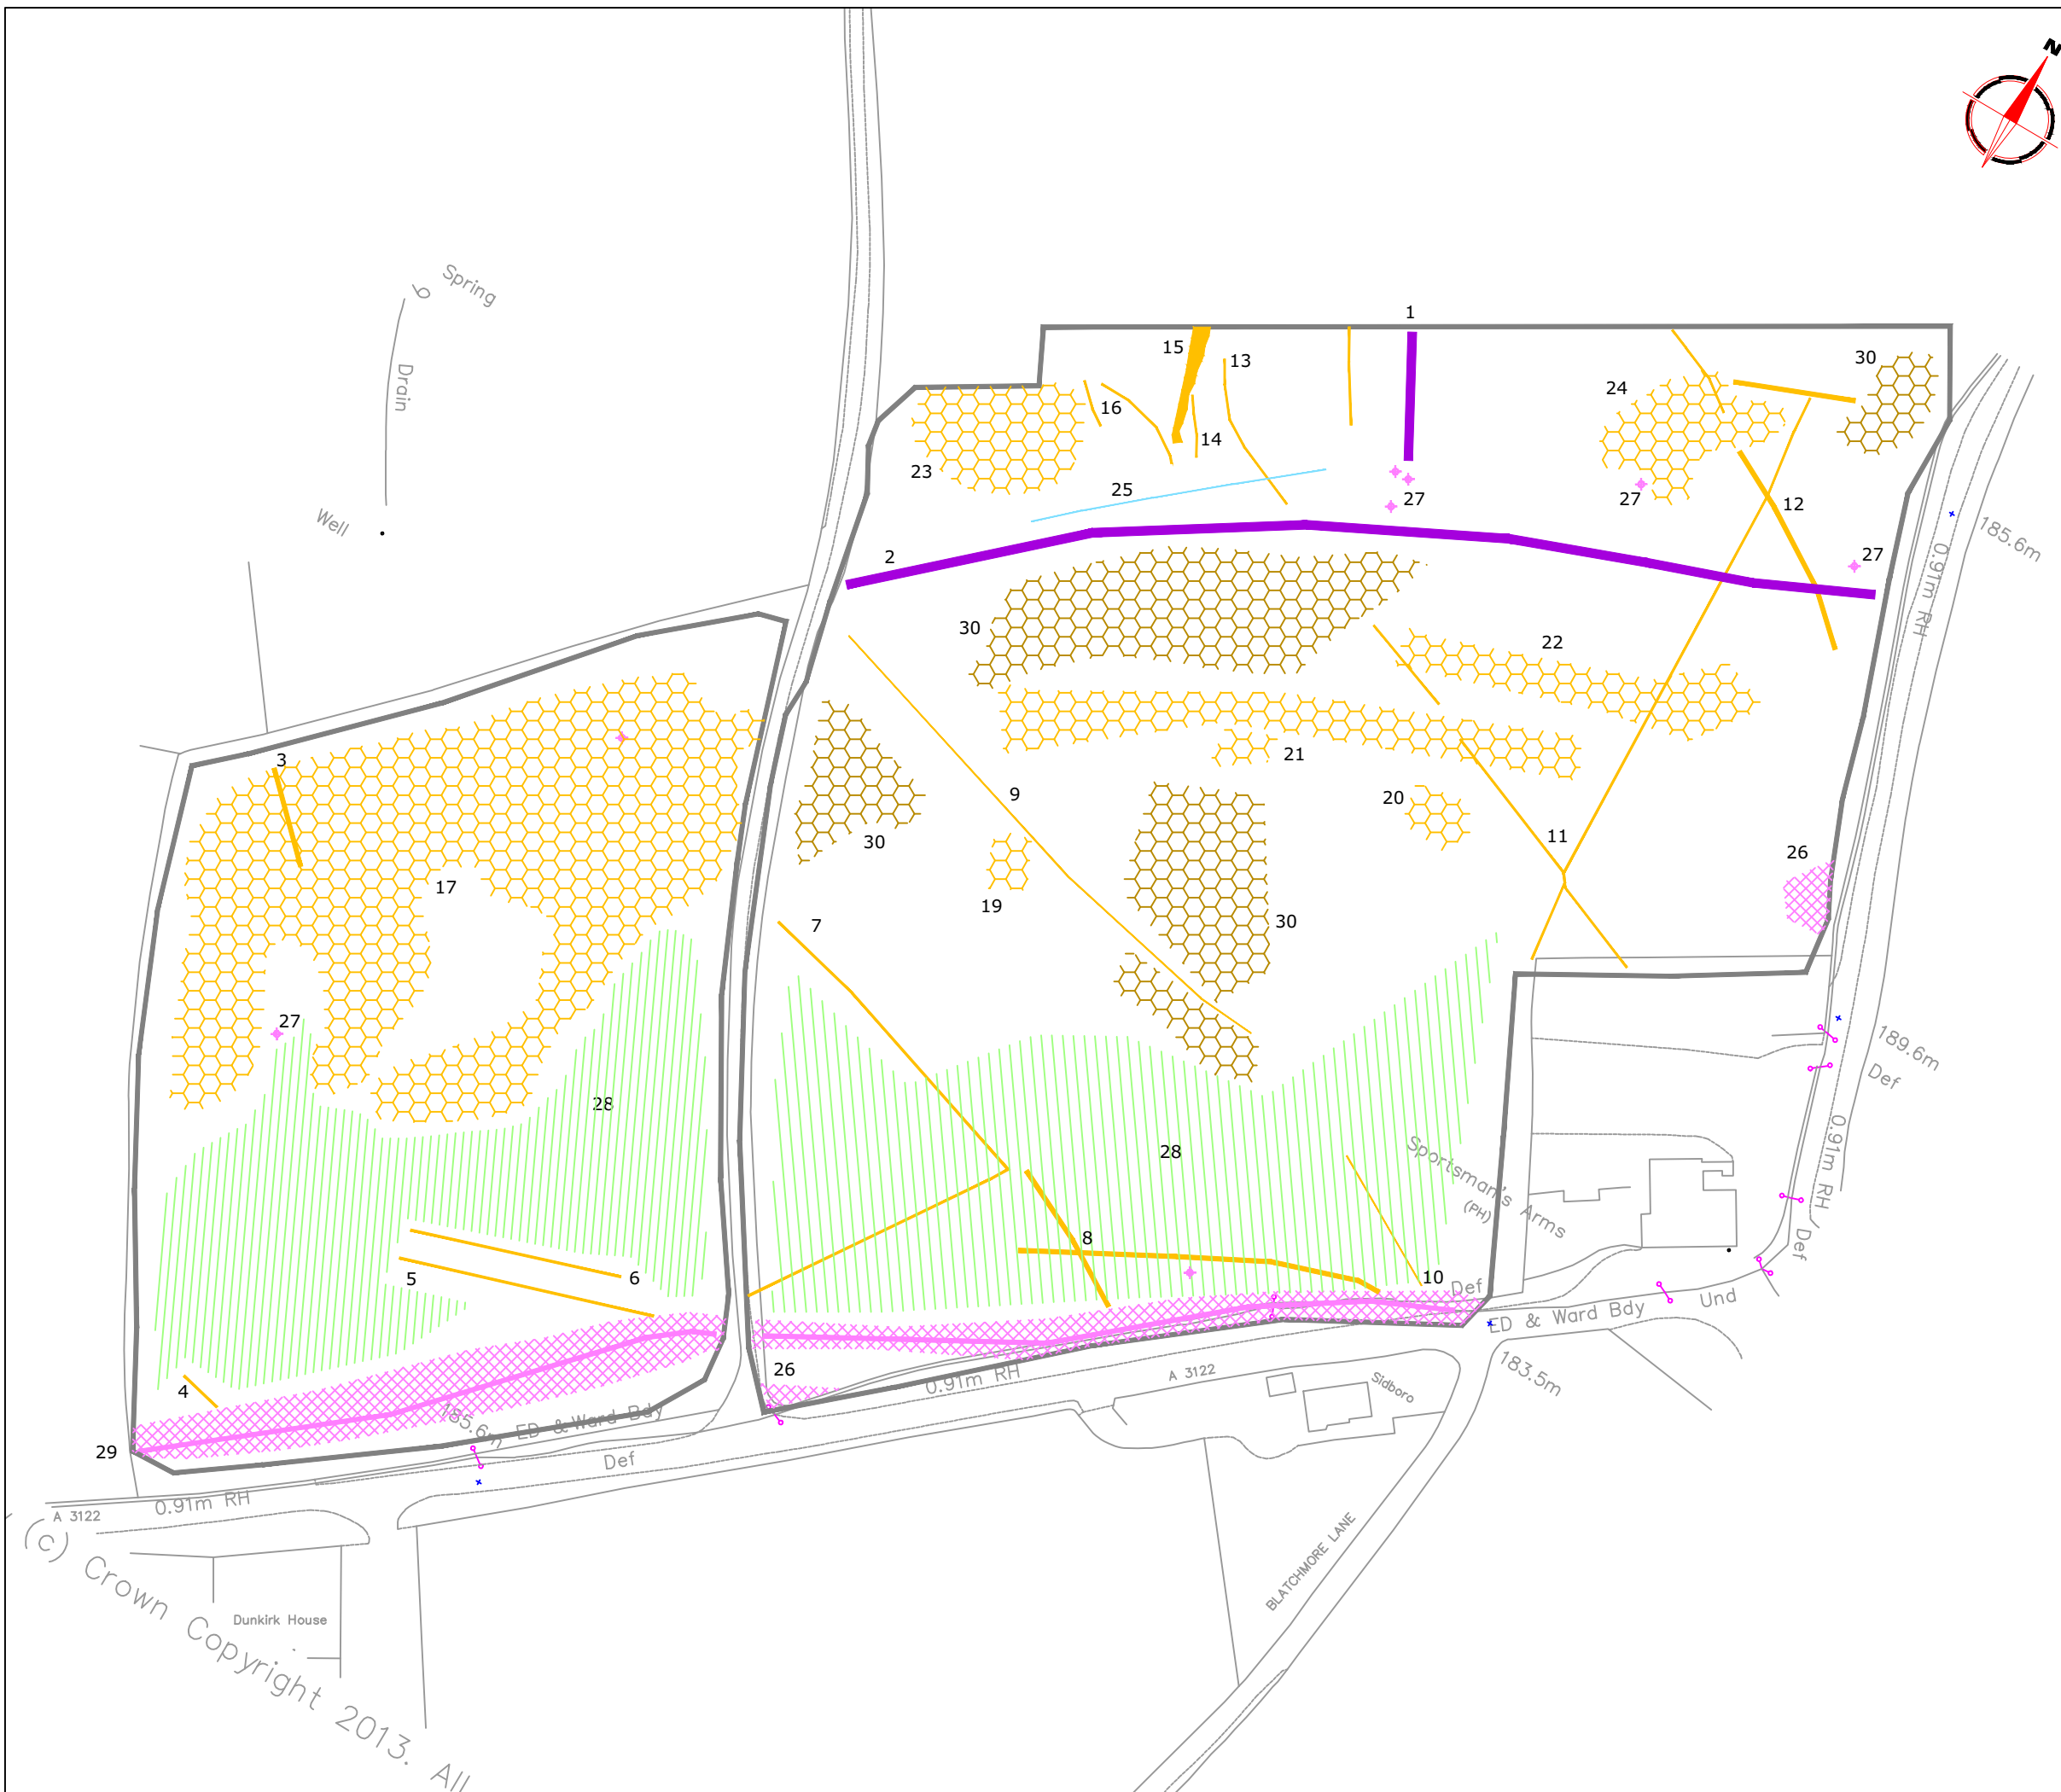 N
1
15
13
30
24
16
14
23
25
27
27
12
2
27
185.6m
0.91m RH
Spring
Drain
Well
30
22
3
21
9
20
30
11
26
17
19
7
30
27
189.6m
Def
28
28
Sportsman's Arms
(PH)
0.91m RH
Def
8
5
6
10
Def
Und
ED & Ward Bdy
4
26
A 3122
0.91m RH
Sidboro
183.5m
185.6m
ED & Ward Bdy
29
Def
0.91m RH
A 3122
BLATCHMORE LANE
Dunkirk House
(c) Crown Copyright 2013. All